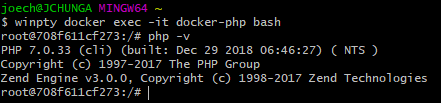 joech@JCHUNGA MINGW64 ~
$ winpty docker exec -it docker-php bash
root@708f611cf273:/# php -v
PHP 7.0.33 (cli) (built: Dec 29 2018 06:46:27) ( NTS )
Copyright (c) 1997-2017 The PHP Group
Zend Engine v3.0.0, Copyright (c) 1998-2017 Zend Technologies
root@708f611cf273:/#